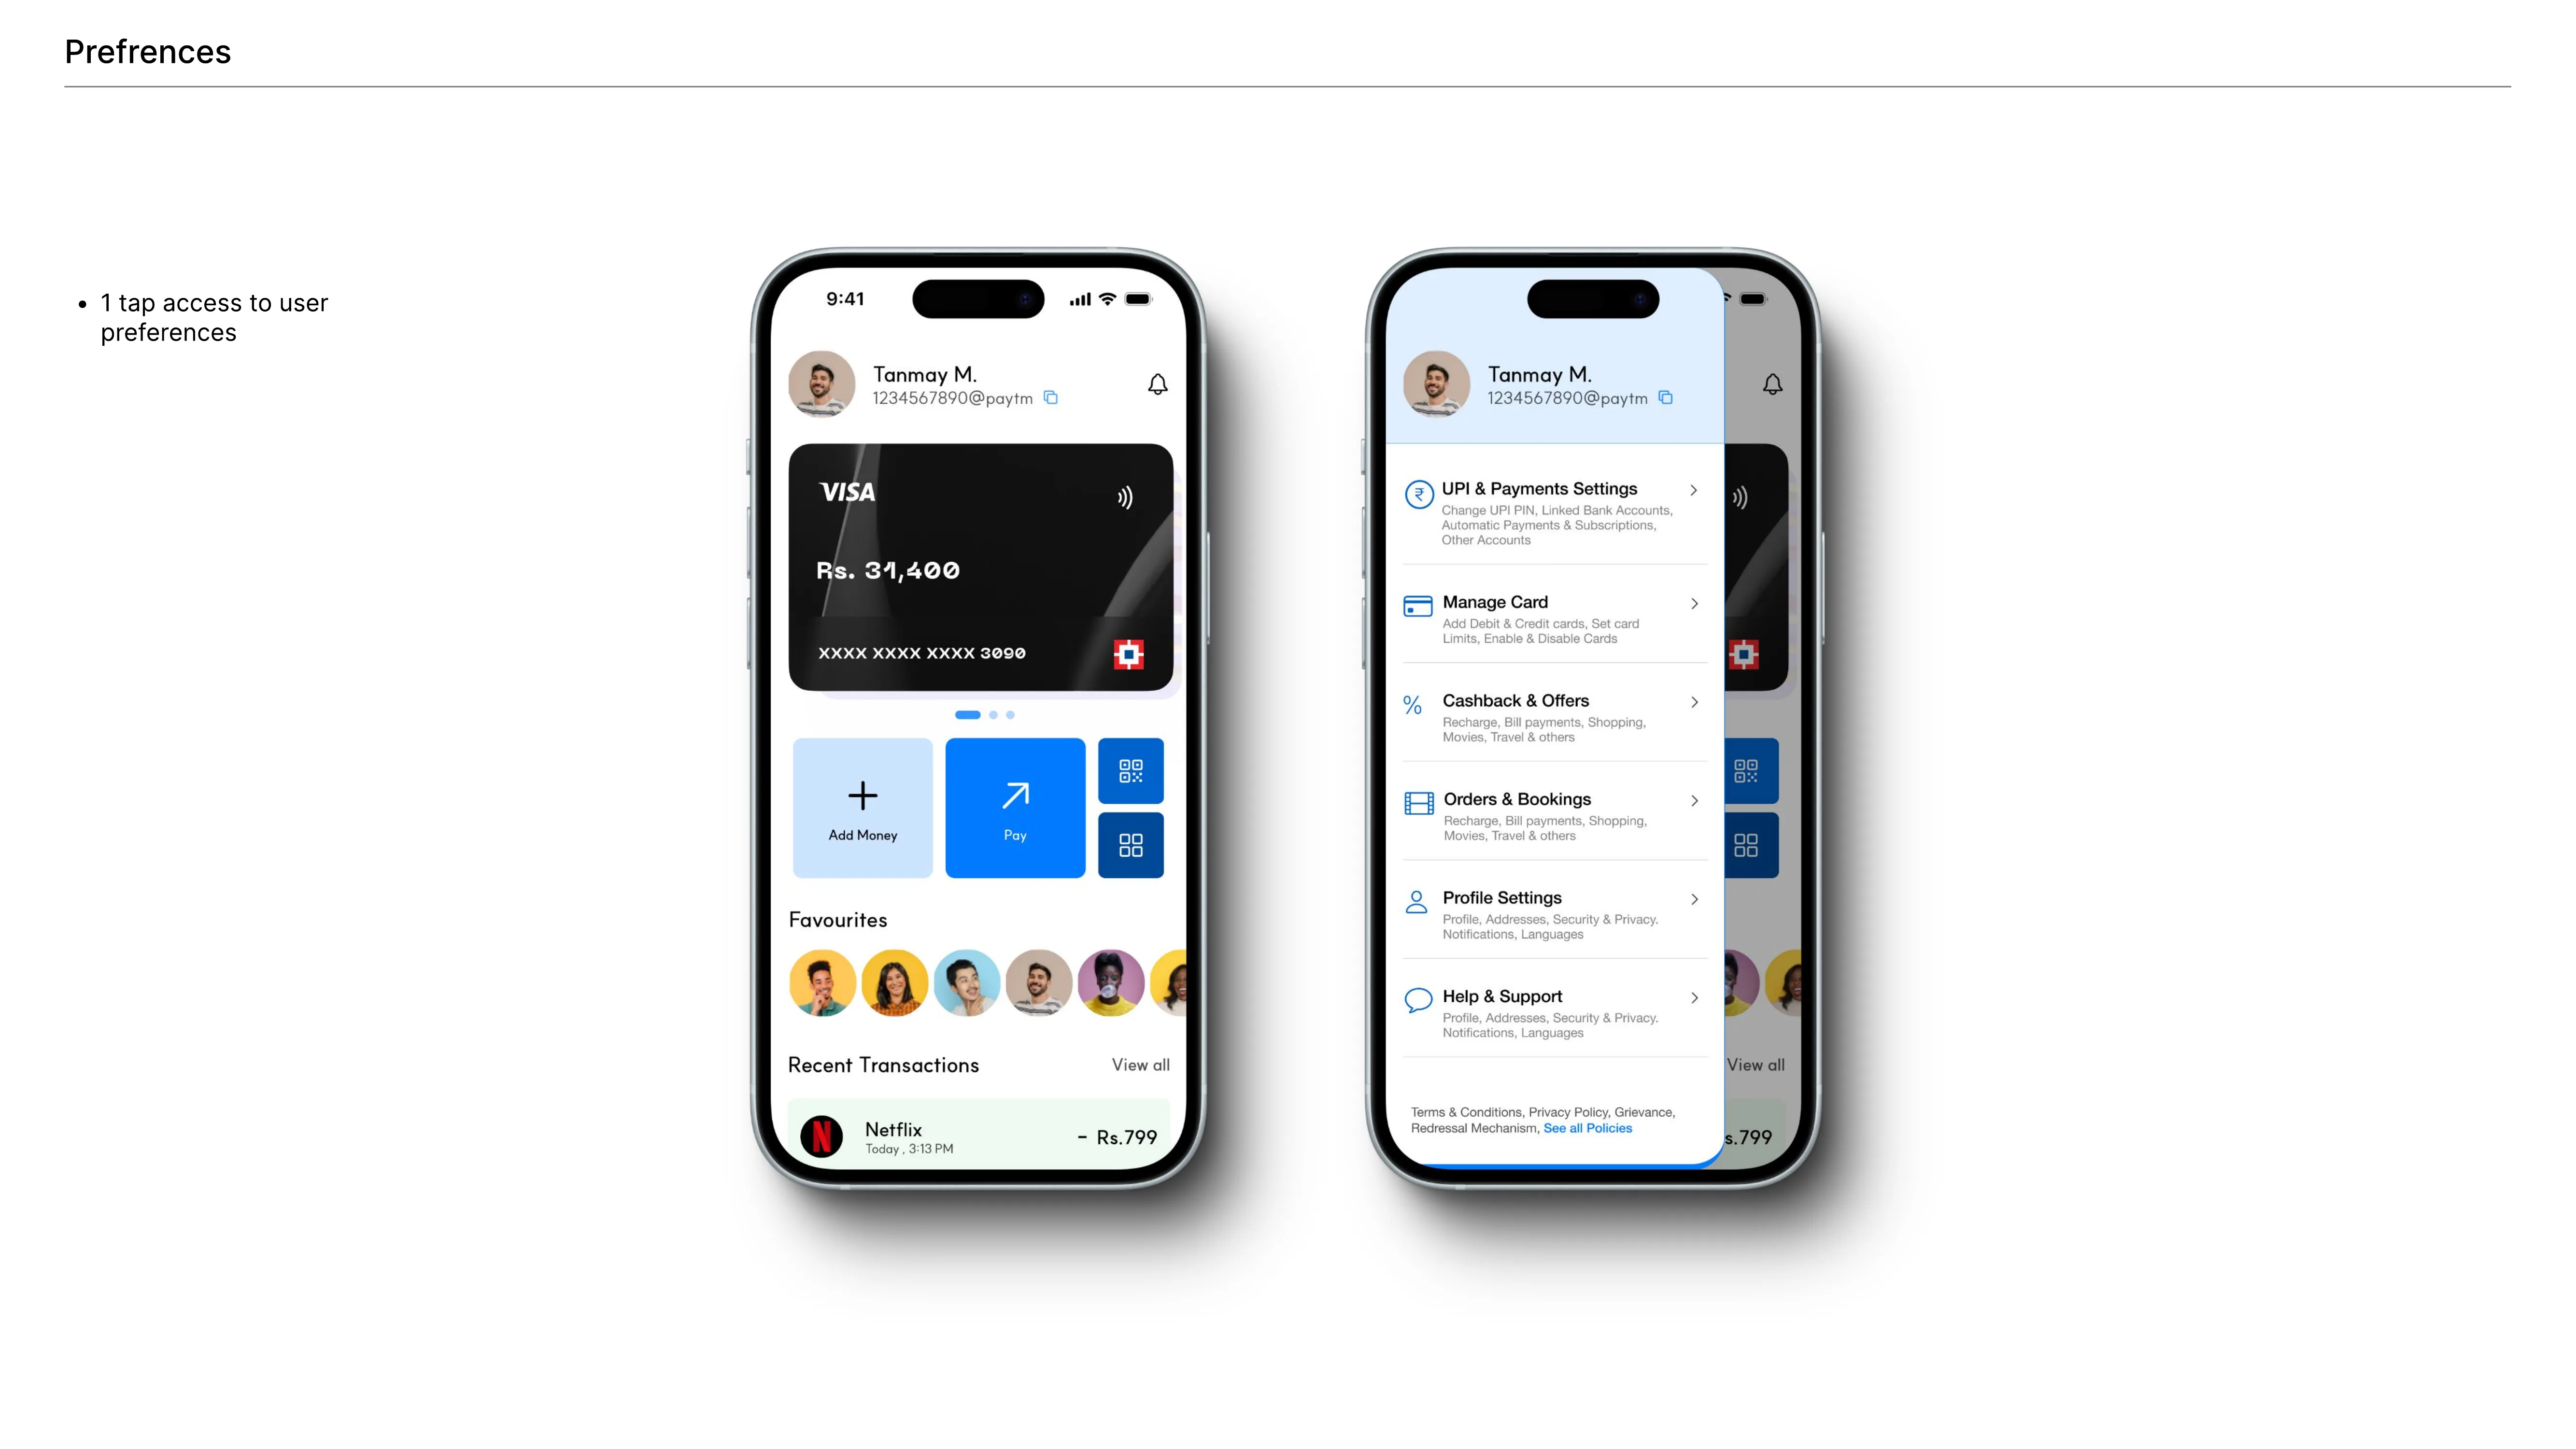 Prefrences
• 1 tap access to user
preferences
9:41
Tanmay M.
1234567890@paytm
VISA
Rs. 31,400
XXXX XXXX XXXX 3090
Add Money
Pay
Favourites
Recent Transactions
View all
N
Netflix
Today , 3:13 PM
- Rs.799
Tanmay M.
1234567890@paytm
UPI & Payments Settings
Change UPI PIN, Linked Bank Accounts,
Automatic Payments & Subscriptions,
Other Accounts
Manage Card
Add Debit & Credit cards, Set card
Limits, Enable & Disable Cards
Cashback & Offers
Recharge, Bill payments, Shopping,
Movies, Travel & others
Orders & Bookings
Recharge, Bill payments, Shopping,
Movies, Travel & others
Profile Settings
Profile, Addresses, Security & Privacy.
Notifications, Languages
Help & Support
Profile, Addresses, Security & Privacy.
Notifications, Languages
View all
s.799
Terms & Conditions, Privacy Policy, Grievance,
Redressal Mechanism, See all Policies